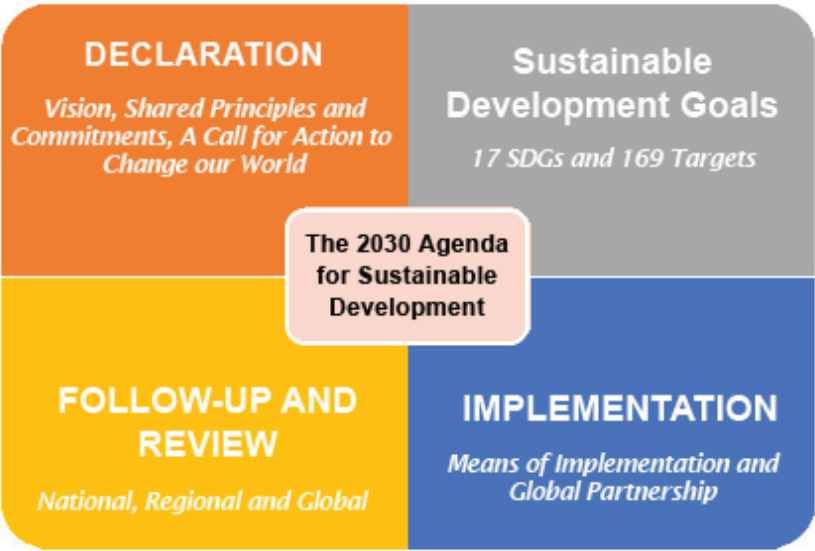 DECLARATION
Vision, Shared Principles and
Commitments, A Call for Action to
Change our World
Sustainable
Development Goals
17 SDGs and 169 Targets
The 2030 Agenda
for Sustainable
Development
FOLLOW-UP AND
REVIEW
National, Regional and Global
IMPLEMENTATION
Means of Implementation and
Global Partnership